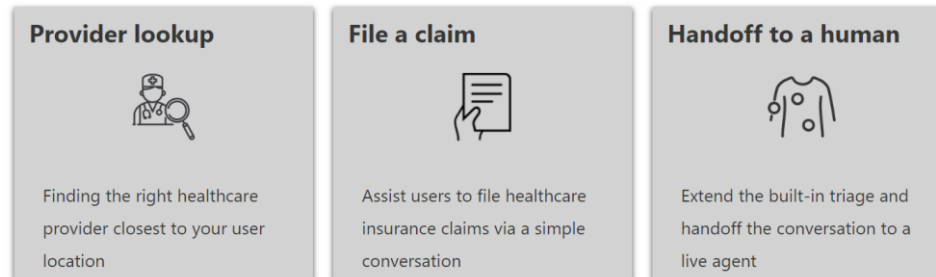 Provider lookup
Finding the right healthcare
provider closest to your user
location
File a claim
Assist users to file healthcare
insurance claims via a simple
conversation
Handoff to a human
Extend the built-in triage and
handoff the conversation to a
live agent